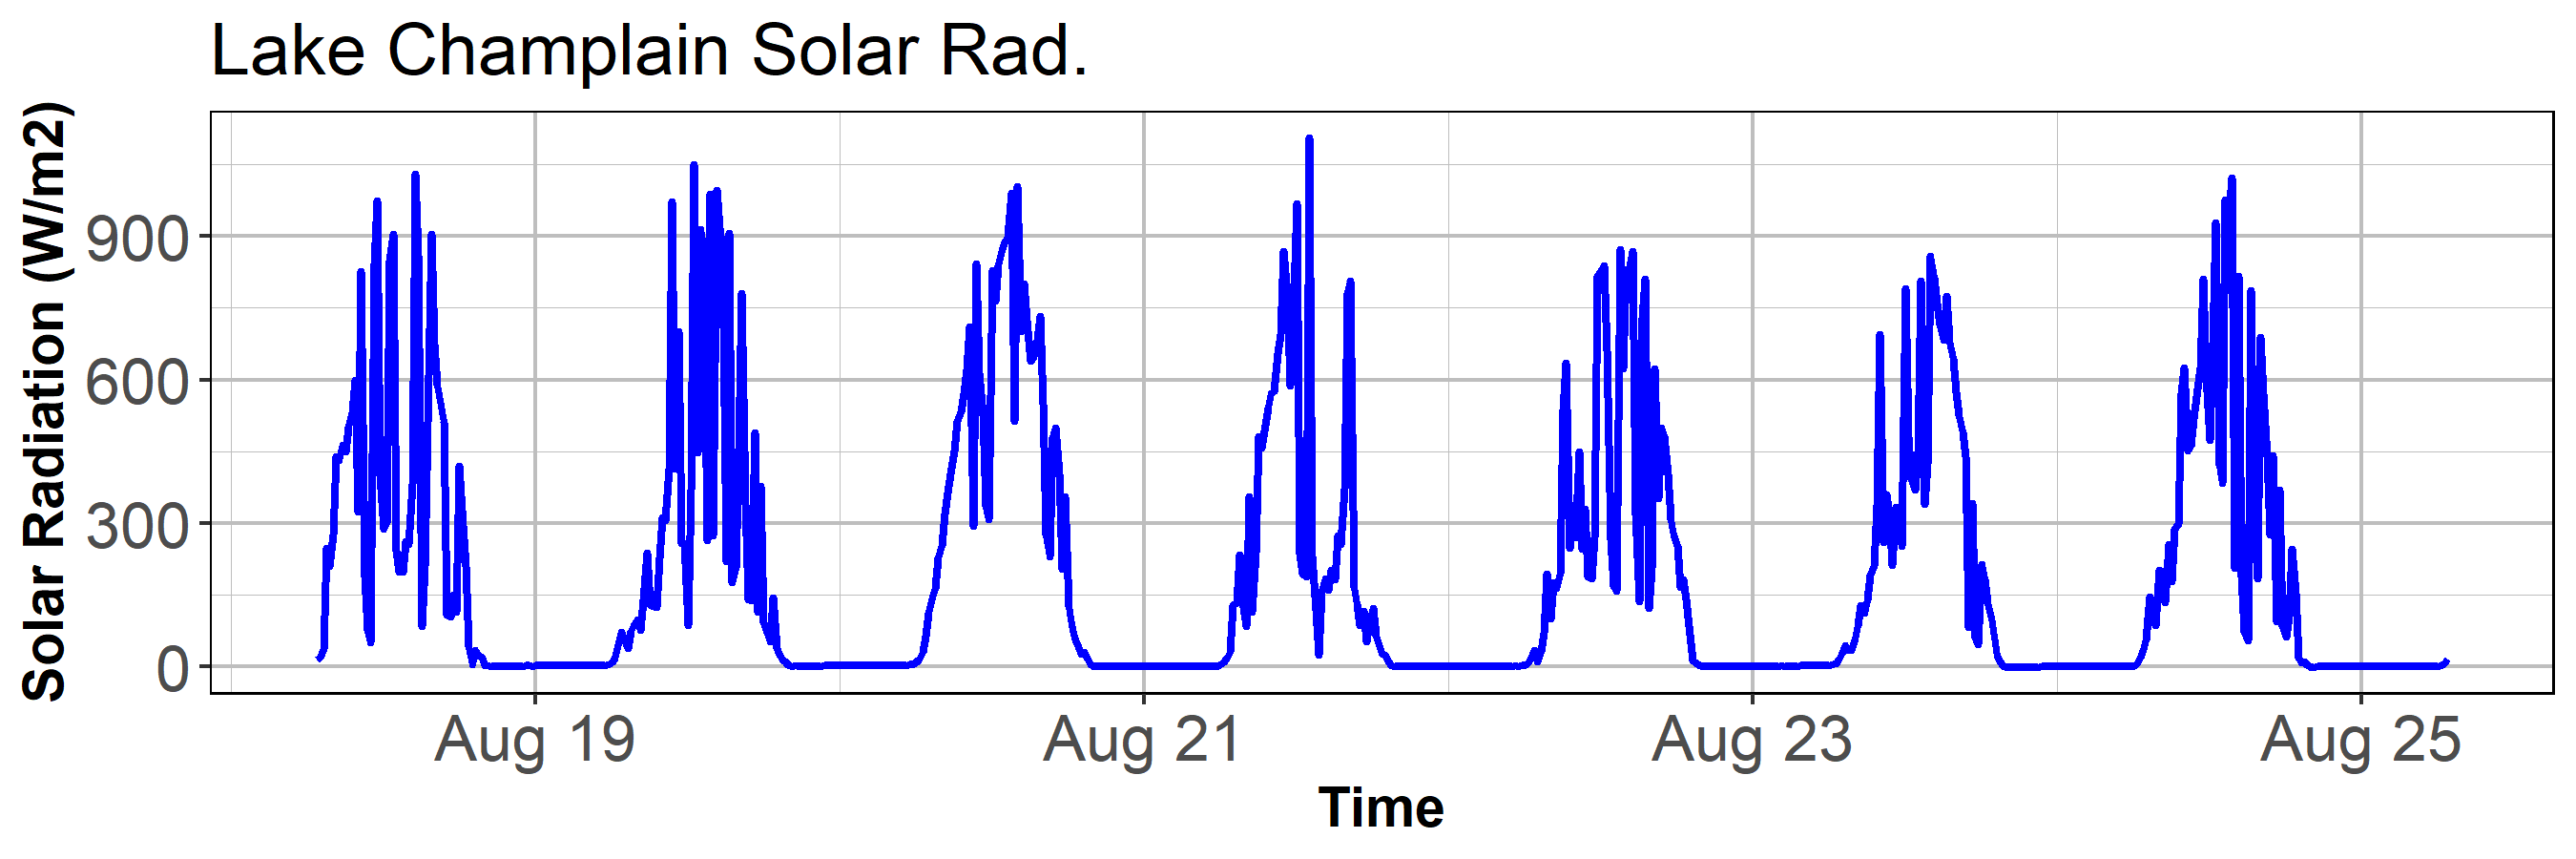 Lake Champlain Solar Rad.
Solar Radiation (W/m2)
900
600
300
0
Aug 19 Aug 21 Aug 23 Aug 25
Time